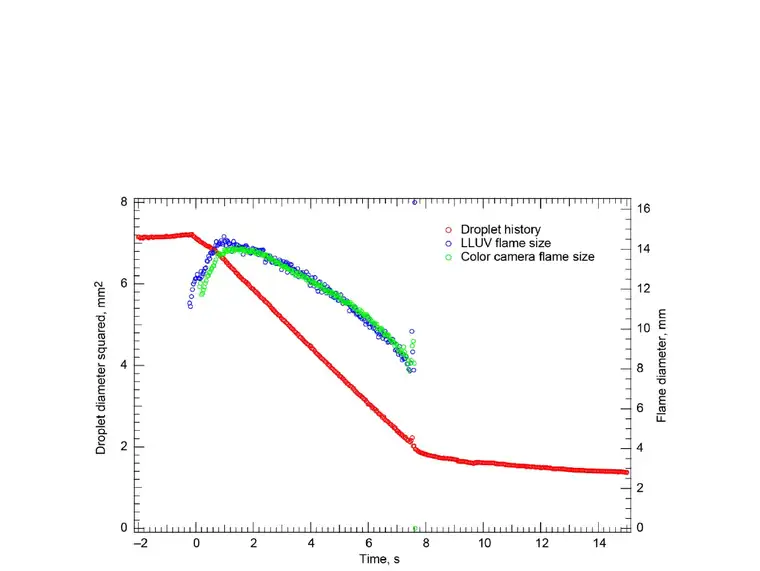 8
6
4
2
0
Droplet diameter squared, mm2
Droplet history
LLUV flame size
Color camera flame size
16
14
12
10
8
6
4
2
0
Flame diameter, mm
–2 0 2 4 6 8 10 12 14
Time, s